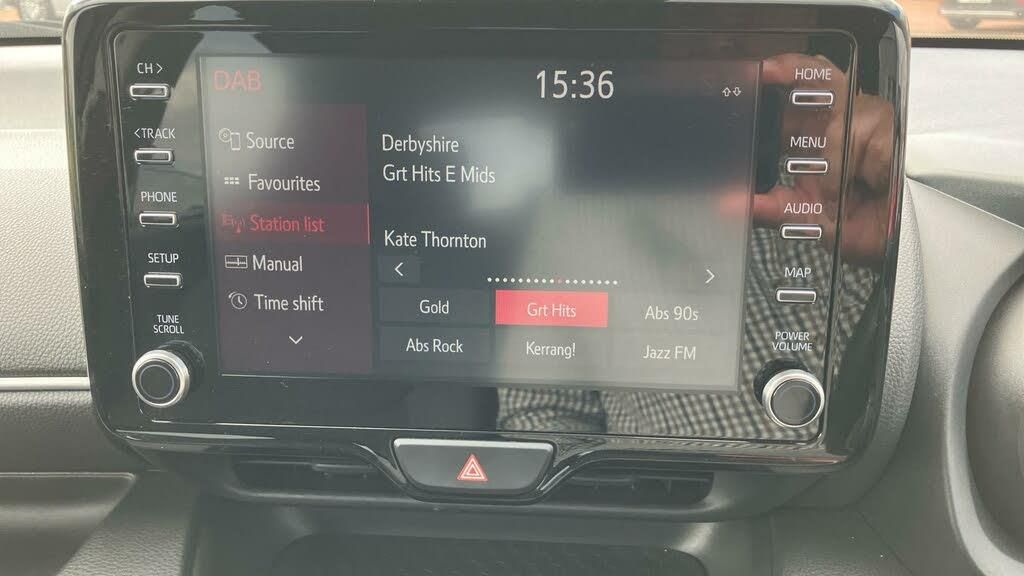 CH >
< TRACK
PHONE
SETUP
TUNE
SCROLL
DAB
15:36
Source
Favourites
Station list
Manual
Time shift
Derbyshire
Grt Hits E Mids
Kate Thornton
Gold
Grt Hits
Abs 90s
Abs Rock
Kerrang!
Jazz FM
HOME
MENU
AUDIO
MAP
POWER
VOLUME